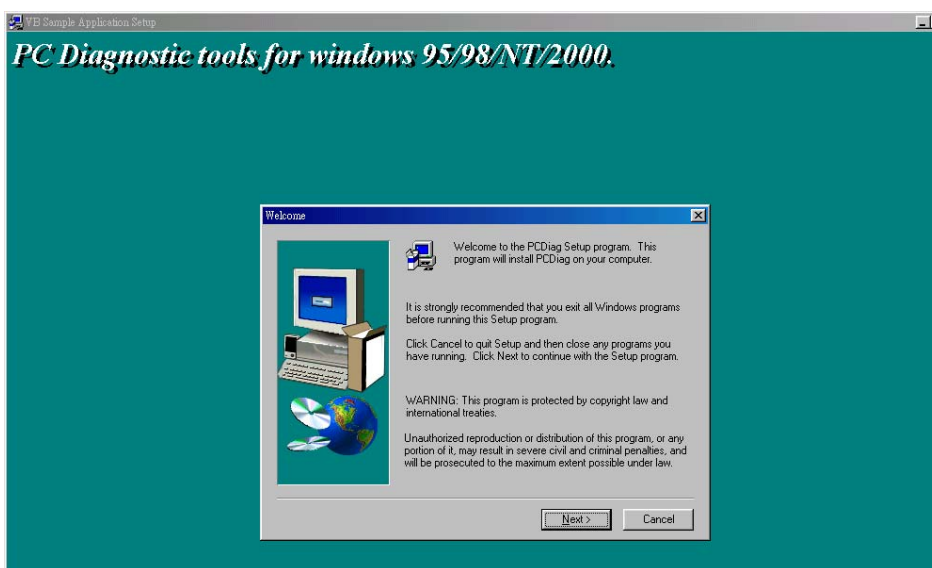 VB Sample Application Setup
PC Diagnostic tools for windows 95/98/NT/2000.
Welcome
Welcome to the PCDiag Setup program. This
program will install PCDiag on your computer.
It is strongly recommended that you exit all Windows programs
before running this Setup program.
Click Cancel to quit Setup and then close any programs you
have running. Click Next to continue with the Setup program.
WARNING: This program is protected by copyright law and
international treaties.
Unauthorized reproduction or distribution of this program, or any
portion of it, may result in severe civil and criminal penalties, and
will be prosecuted to the maximum extent possible under law.
Next >
Cancel